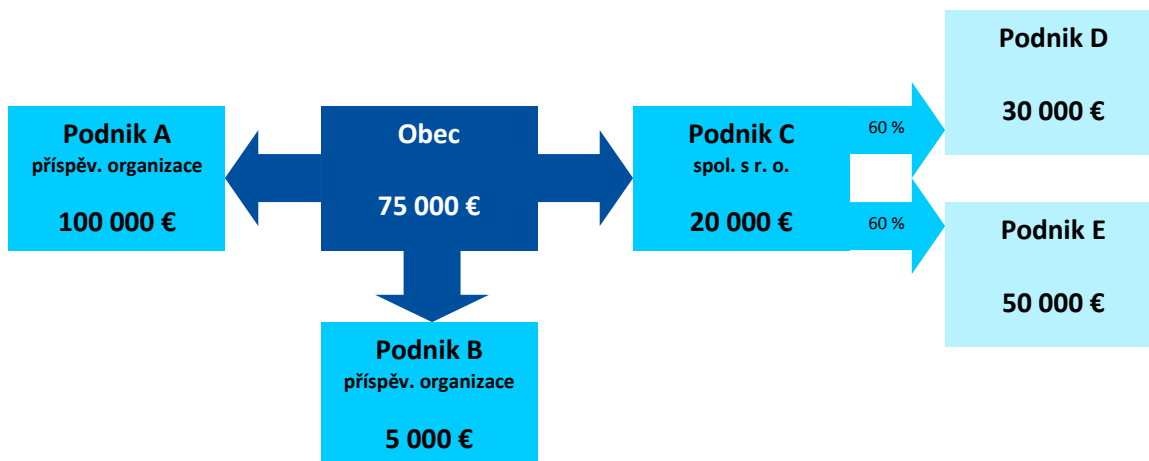 Podnik A
příspěv. organizace
100 000 €
Obec
75 000 €
Podnik B
příspěv. organizace
5 000 €
Podnik C
spol. s r. o.
20 000 €
60 %
60 %
Podnik D
30 000 €
Podnik E
50 000 €